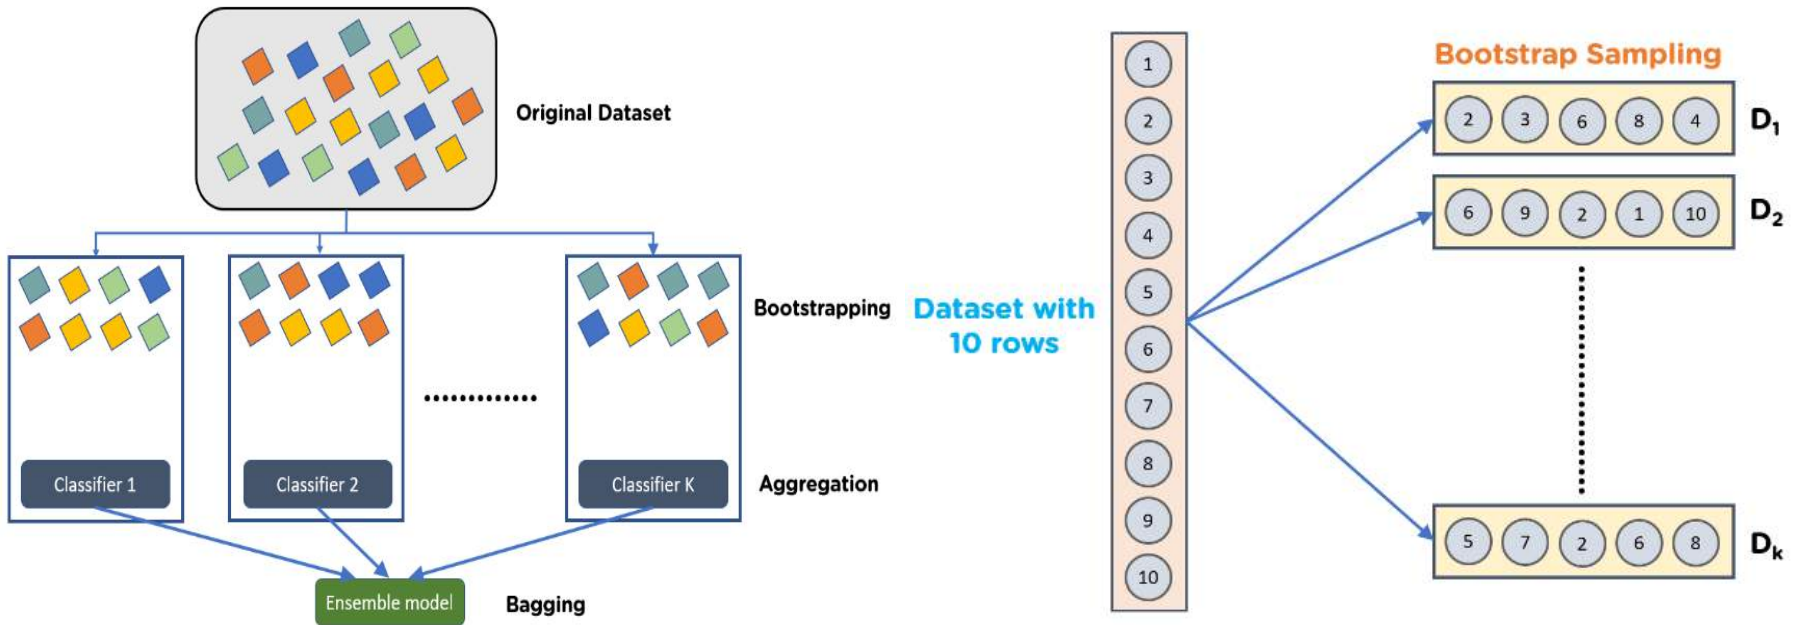 Original Dataset
Bootstrapping
Classifier 1
Classifier 2
Classifier K
Aggregation
Ensemble model
Bagging
Dataset with
10 rows
1
2
3
4
5
6
7
8
9
10
Bootstrap Sampling
2 3 6 8 4 D1
6 9 2 1 10 D2
5 7 2 6 8 Dk